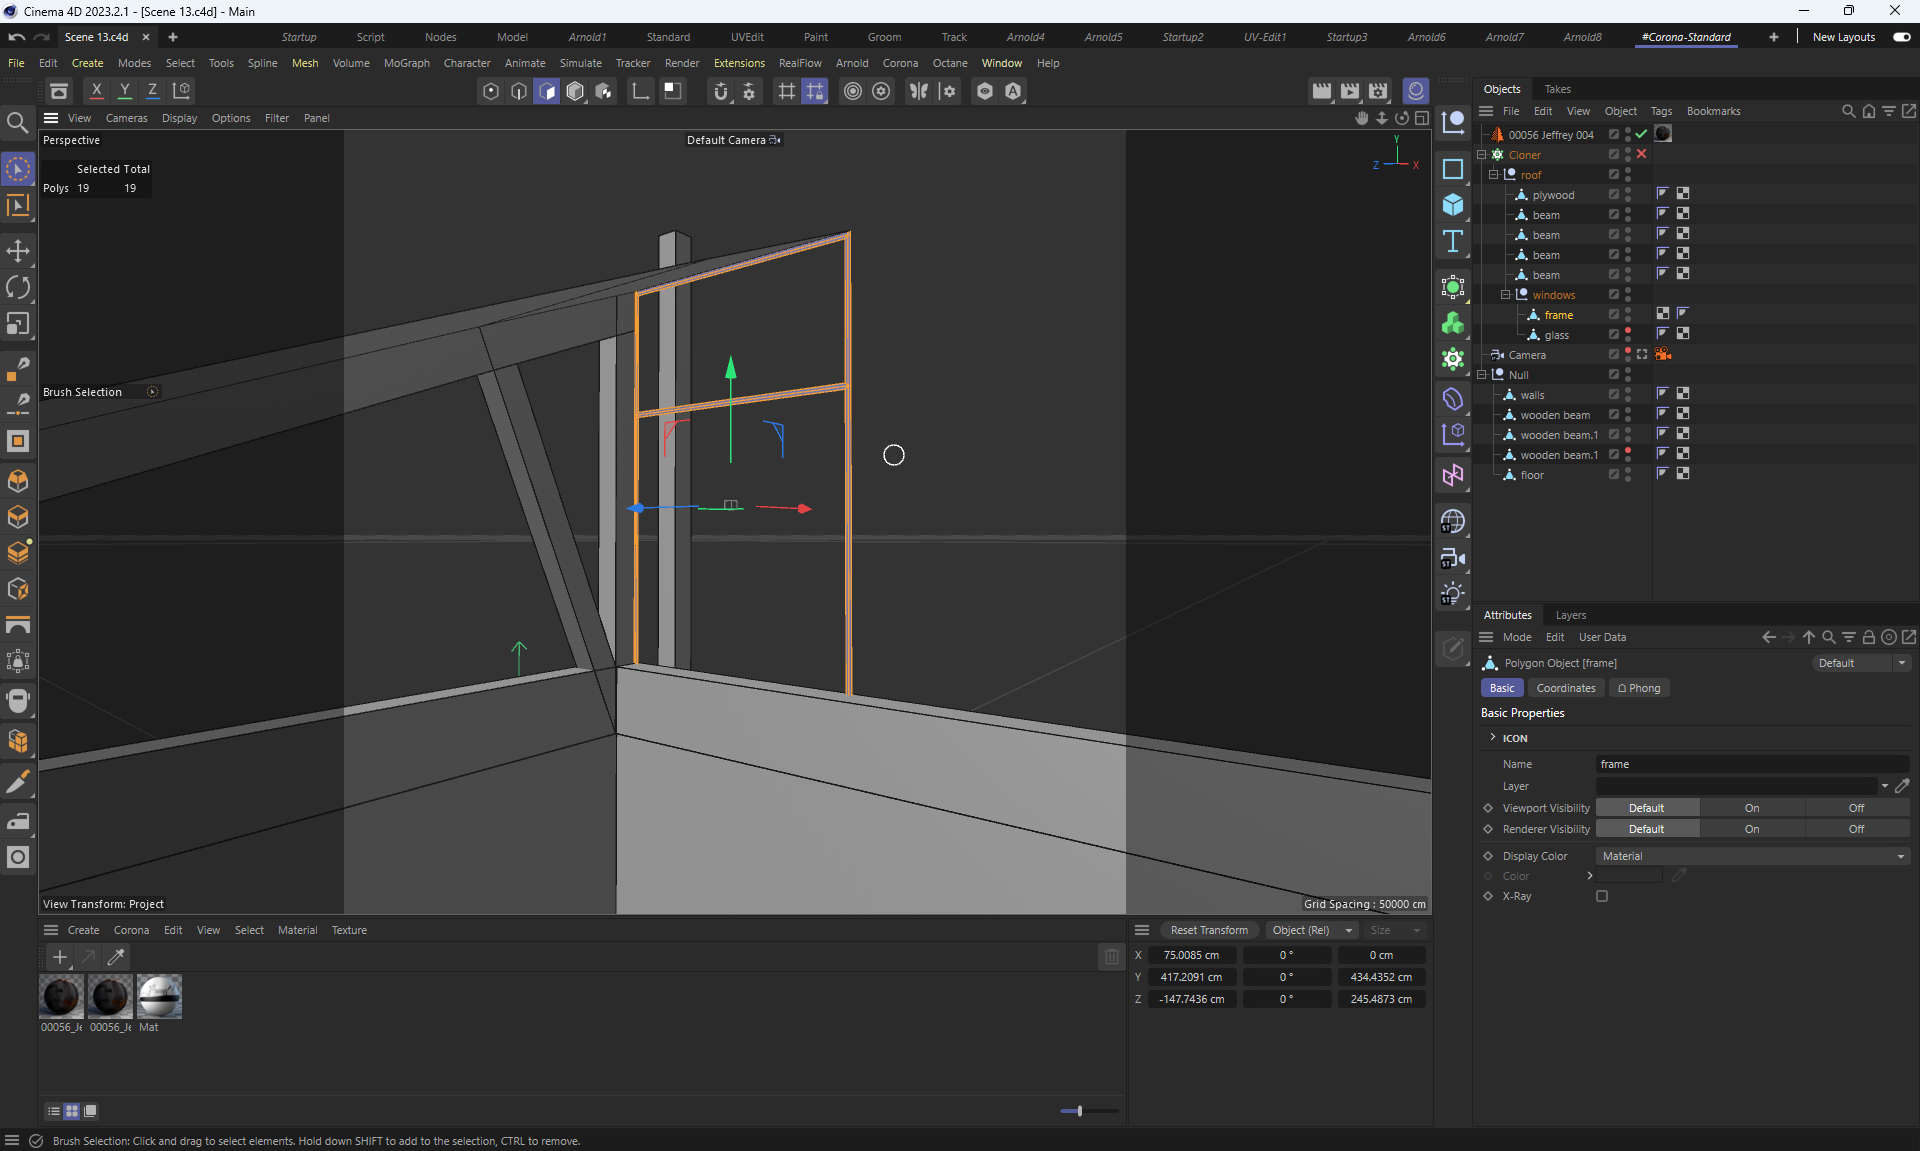 Cinema 4D 2023.2.1 - [Scene 13.c4d] - Main
Scene 13.c4d × + Startup Script Nodes Model Arnold1 Standard UVEdit Paint Groom Track Arnold4 Arnold5 Startup2 UV-Edit1 Startup3 Arnold6 Arnold7 Arnold8 #Corona-Standard + New Layouts
File Edit Create Modes Select Tools Spline Mesh Volume MoGraph Character Animate Simulate Tracker Render Extensions RealFlow Arnold Corona Octane Window Help
X Y Z
View Cameras Display Options Filter Panel
Perspective
Default Camera
Selected Total
Polys 19 19
Y
Z X
Brush Selection
View Transform: Project
Grid Spacing : 50000 cm
ST
ST
ST
Objects Takes
File Edit View Object Tags Bookmarks
00056 Jeffrey 004
Cloner
roof
plywood
beam
beam
beam
beam
windows
frame
glass
Camera
Null
walls
wooden beam
wooden beam.1
wooden beam.1
floor
Attributes Layers
Mode Edit User Data
Polygon Object [frame]
Default
Basic Coordinates Phong
Basic Properties
ICON
Name frame
Layer
Viewport Visibility Default On Off
Renderer Visibility Default On Off
Display Color Material
Color
X-Ray
Create Corona Edit View Select Material Texture
00056_Je 00056_Je Mat
Reset Transform Object (Rel) Size
X 75.0085 cm 0 ° 0 cm
Y 417.2091 cm 0 ° 434.4352 cm
Z -147.7436 cm 0 ° 245.4873 cm
Brush Selection: Click and drag to select elements. Hold down SHIFT to add to the selection, CTRL to remove.